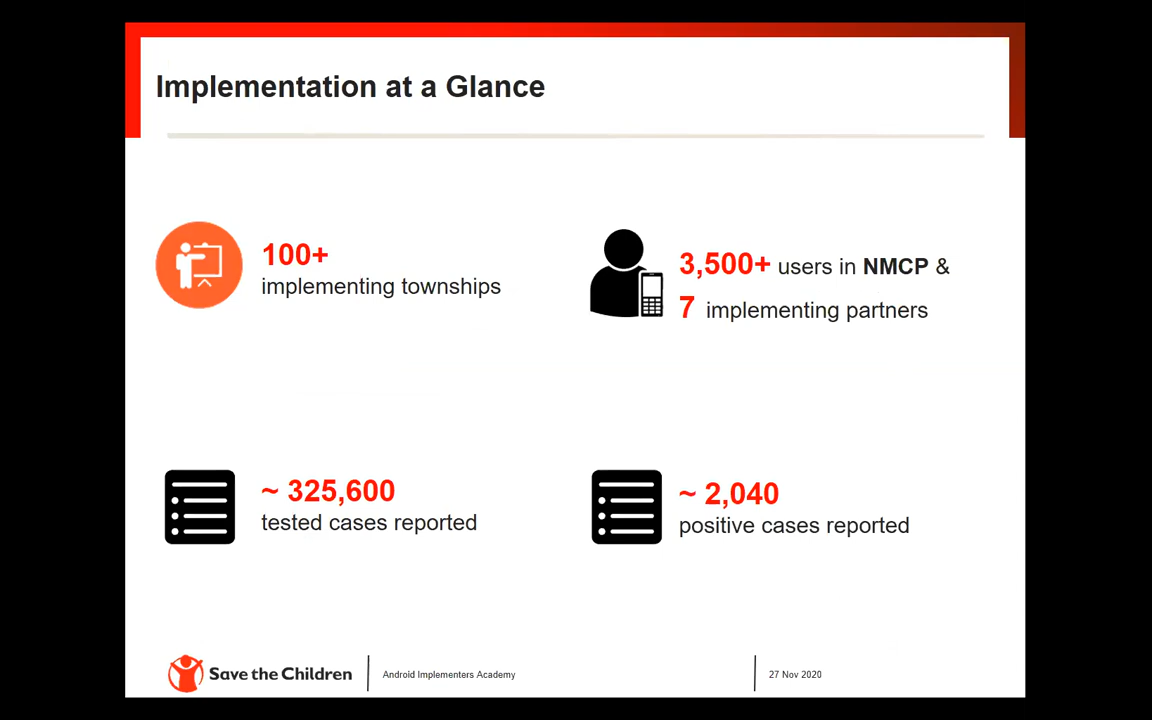 Implementation at a Glance
100+
implementing townships
3,500+ users in NMCP &
7 implementing partners
~ 325,600
tested cases reported
~ 2,040
positive cases reported
Save the Children
Android Implementers Academy
27 Nov 2020